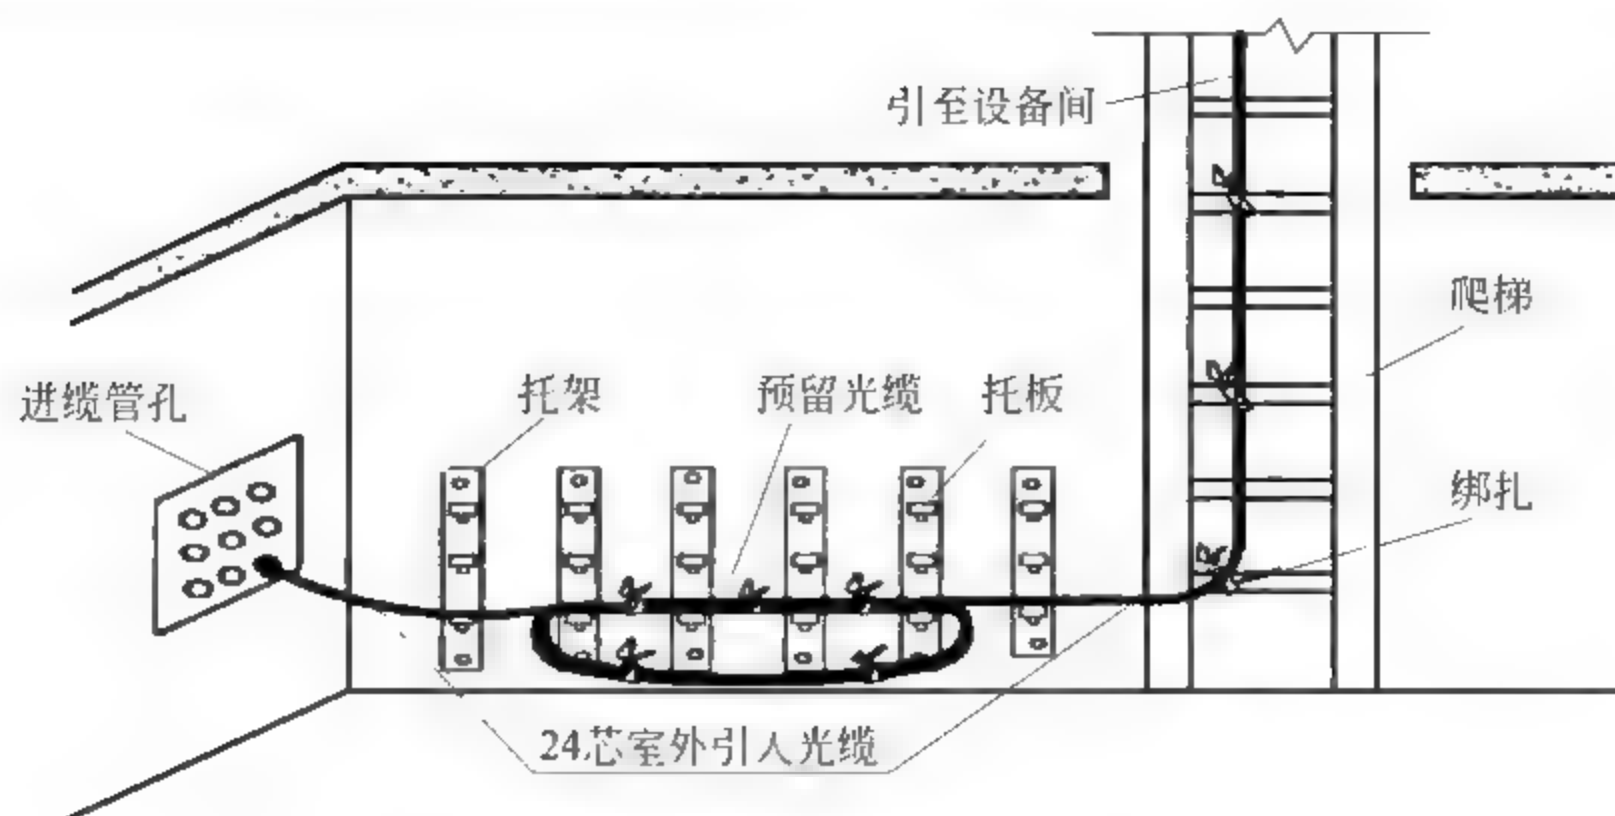 引至设备间
爬梯
进缆管孔
托架
预留光缆
托板
绑扎
24芯室外引入光缆